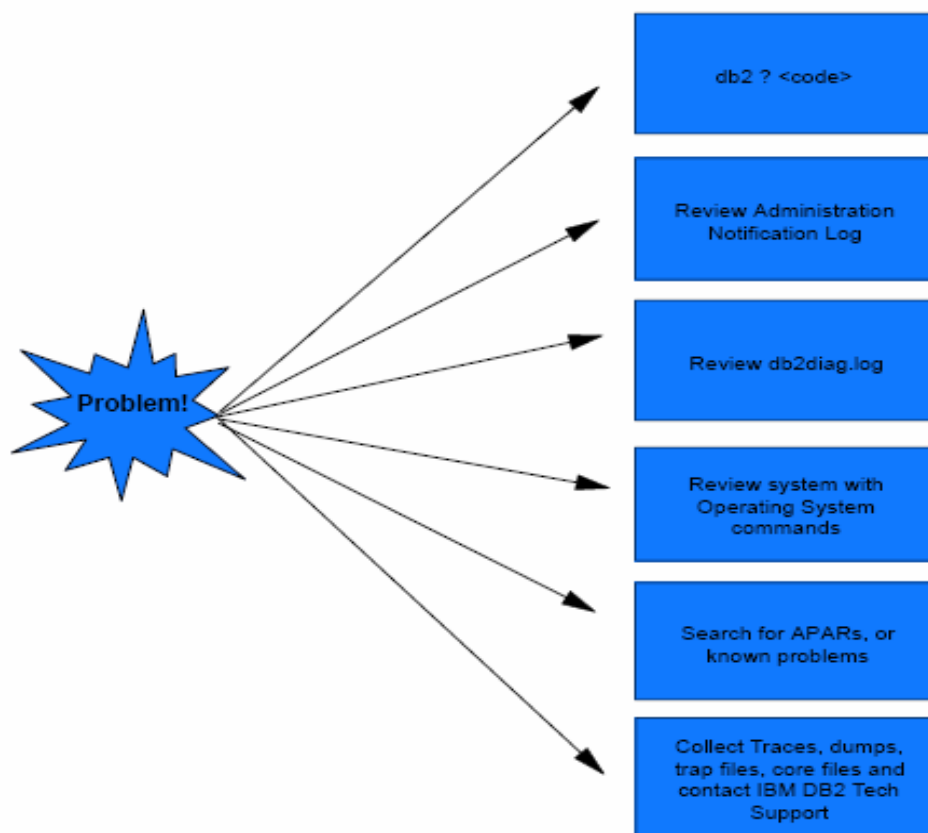 db2 ? <code>
Review Administration
Notification Log
Problem!
Review db2diag.log
Review system with
Operating System
commands
Search for APARs, or
known problems
Collect Traces, dumps,
trap files, core files and
contact IBM DB2 Tech
Support